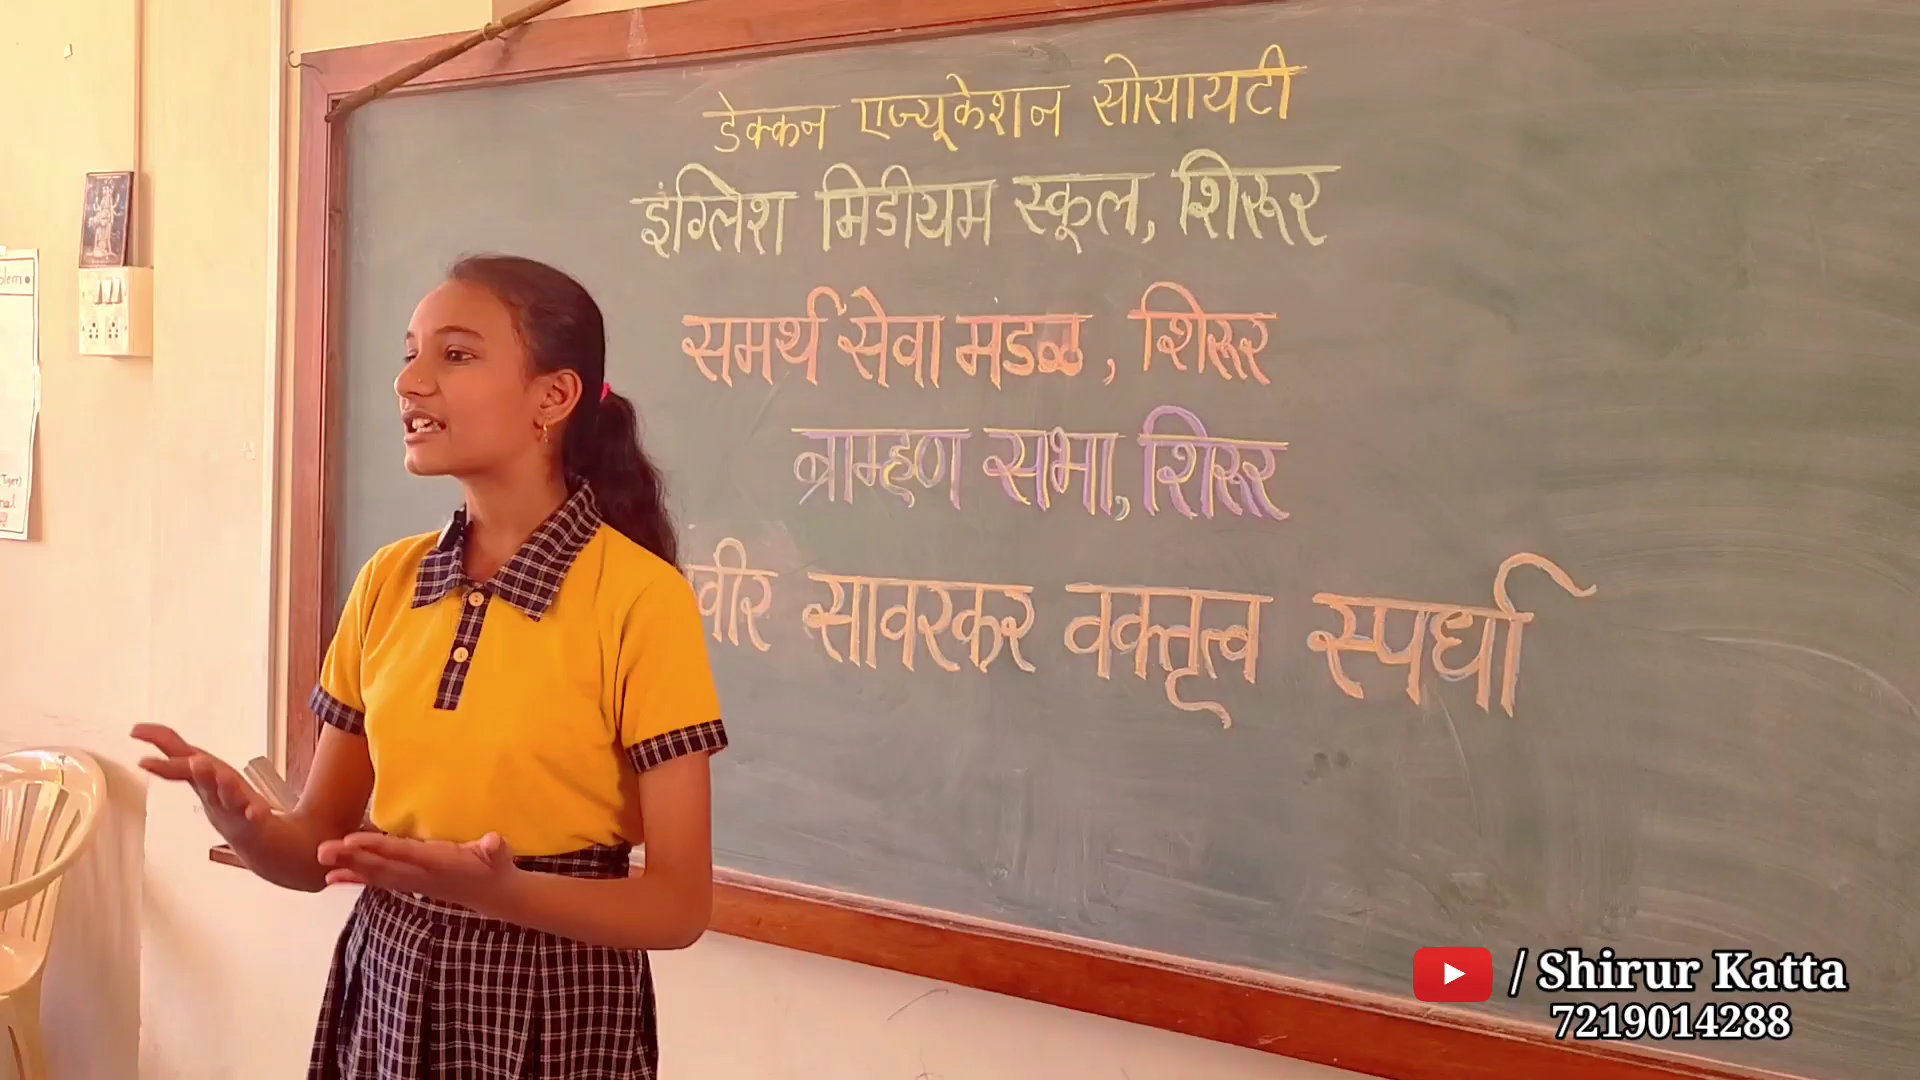 डेक्कन एज्यूकेशन सोसायटी
इंग्लिश मिडीयम स्कूल, शिरूर
समर्थ सेवा मंडळ, शिरूर
ब्राम्हण सभा, शिरूर
वीर सावरकर वक्तृत्व स्पर्धा
/ Shirur Katta
7219014288